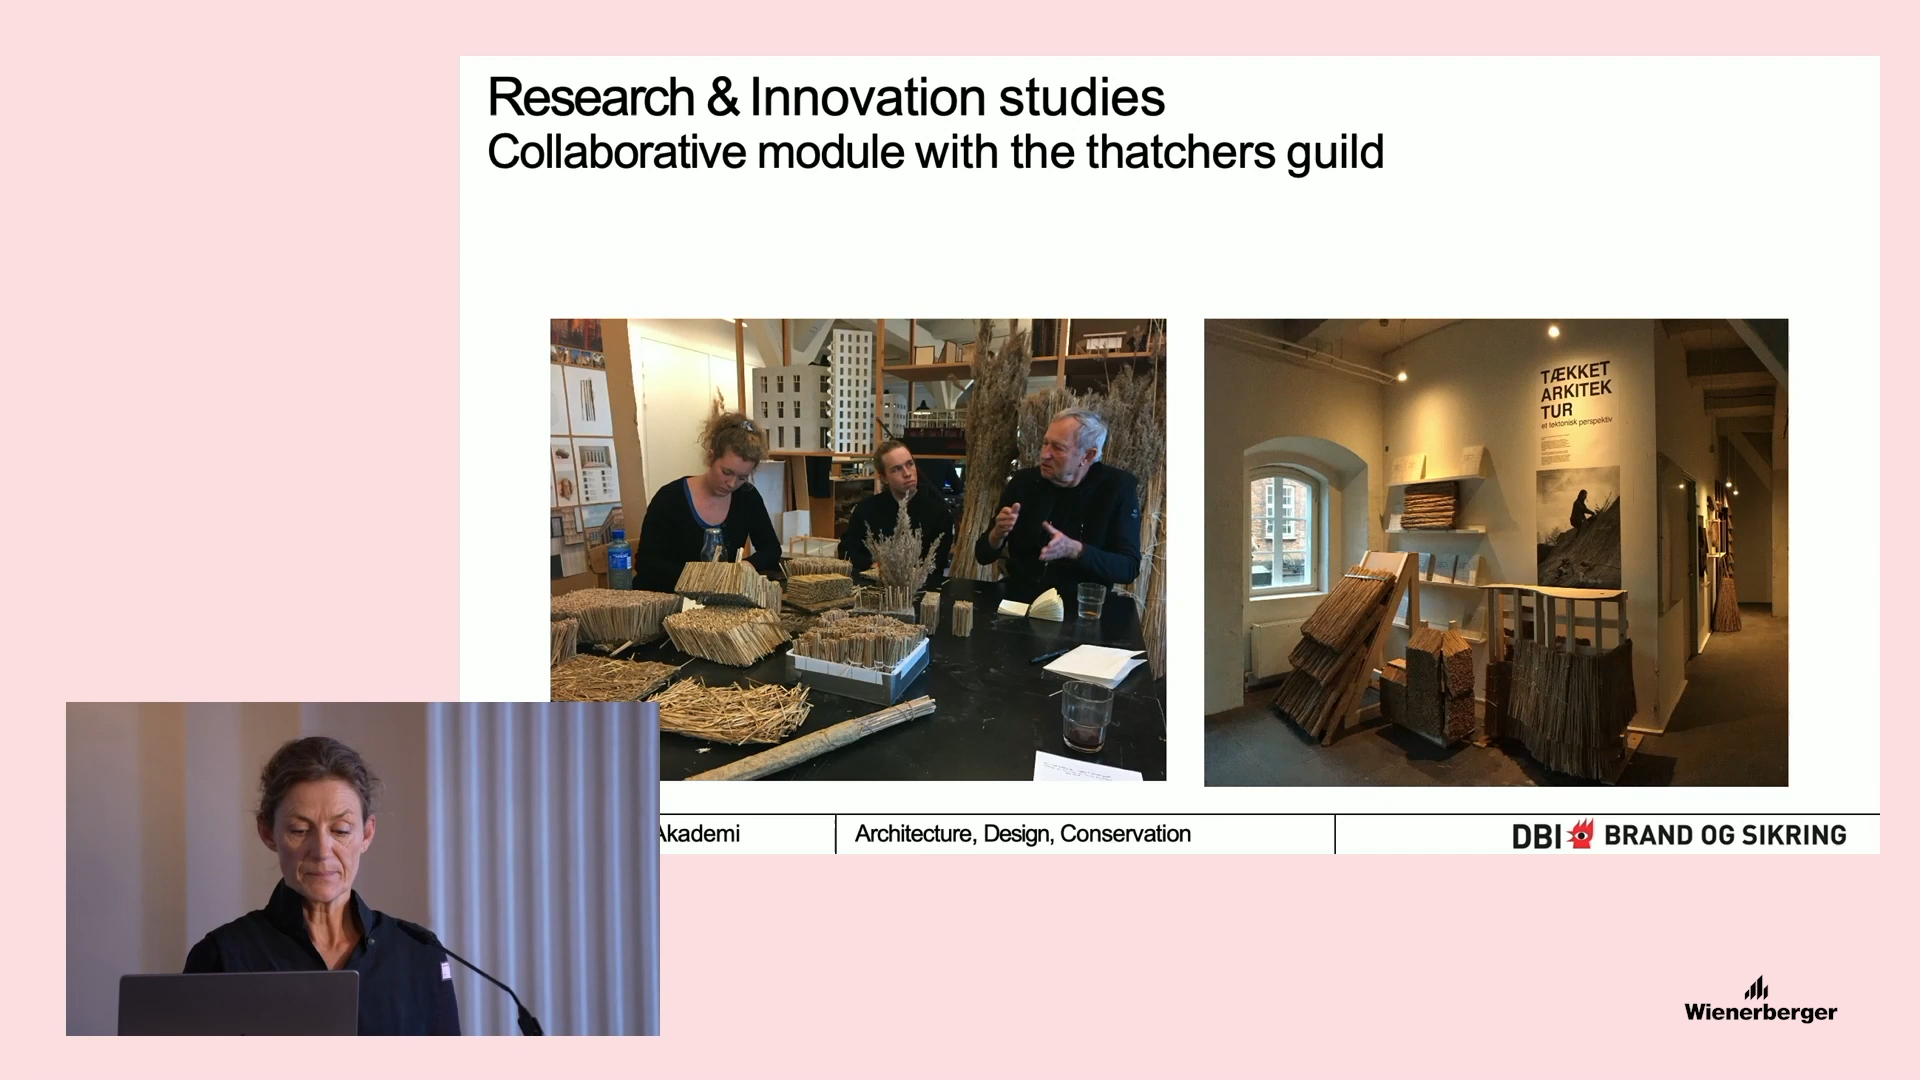 Research & Innovation studies
Collaborative module with the thatchers guild
TÆKKET
ARKITEK
TUR
et tektonisk perspektiv
Akademi
Architecture, Design, Conservation
DBI BRAND OG SIKRING
Wienerberger